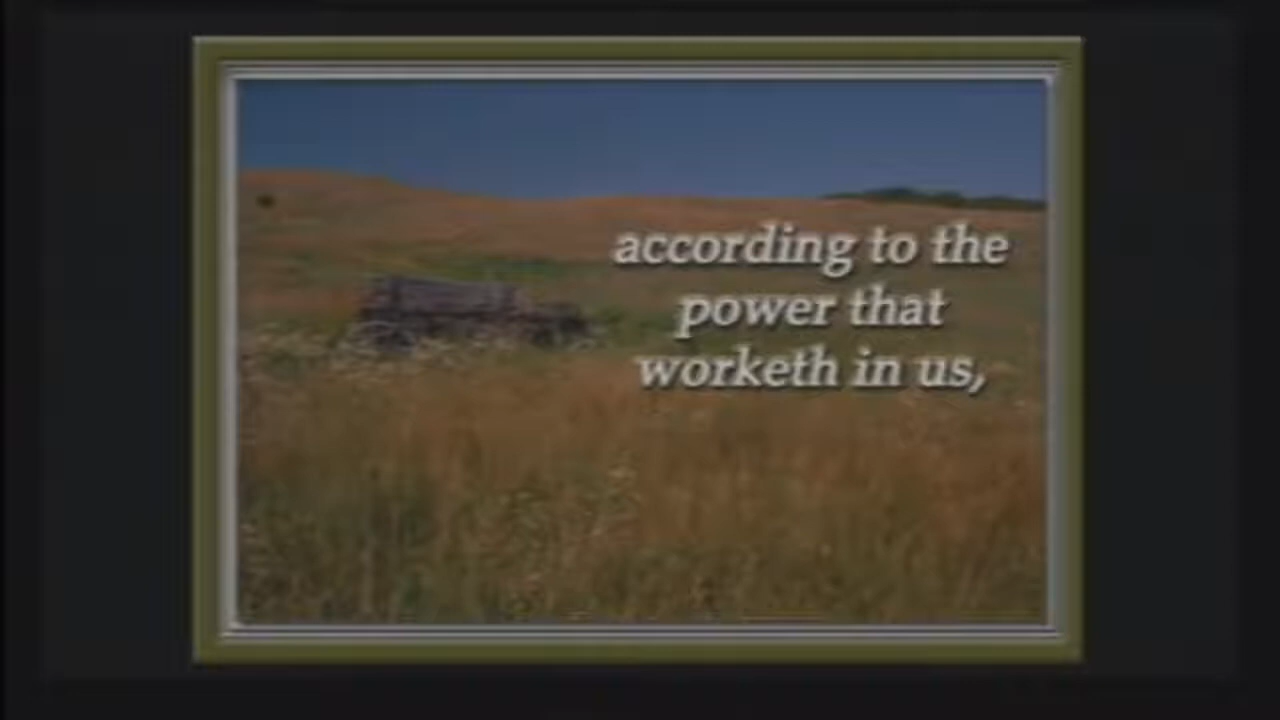 according to the
power that
worketh in us,